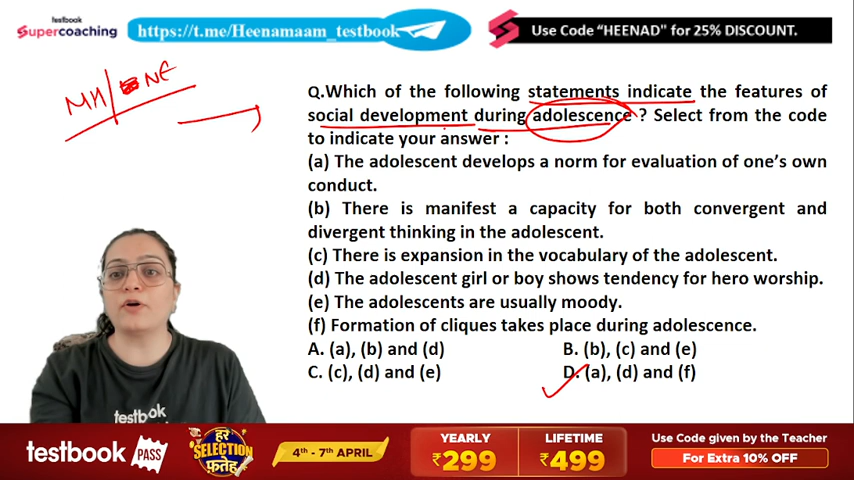 testbook
Supercoaching
https://t.me/Heenamaam_testbook
Use Code "HEENAD" for 25% DISCOUNT.
MH NE
Q.Which of the following statements indicate the features of
social development during adolescence ? Select from the code
to indicate your answer :
(a) The adolescent develops a norm for evaluation of one's own
conduct.
(b) There is manifest a capacity for both convergent and
divergent thinking in the adolescent.
(c) There is expansion in the vocabulary of the adolescent.
(d) The adolescent girl or boy shows tendency for hero worship.
(e) The adolescents are usually moody.
(f) Formation of cliques takes place during adolescence.
A. (a), (b) and (d)
B. (b), (c) and (e)
C. (c), (d) and (e)
D. (a), (d) and (f)
testbook
testbook PASS
हर
SELECTION
फतेह
4th - 7th APRIL
YEARLY
₹299
LIFETIME
₹499
Use Code given by the Teacher
For Extra 10% OFF